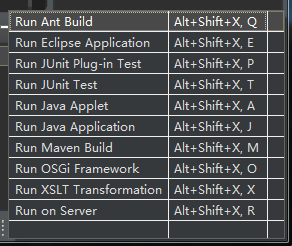 Run Ant Build Alt+Shift+X, Q
Run Eclipse Application Alt+Shift+X, E
Run JUnit Plug-in Test Alt+Shift+X, P
Run JUnit Test Alt+Shift+X, T
Run Java Applet Alt+Shift+X, A
Run Java Application Alt+Shift+X, J
Run Maven Build Alt+Shift+X, M
Run OSGi Framework Alt+Shift+X, O
Run XSLT Transformation Alt+Shift+X, X
Run on Server Alt+Shift+X, R